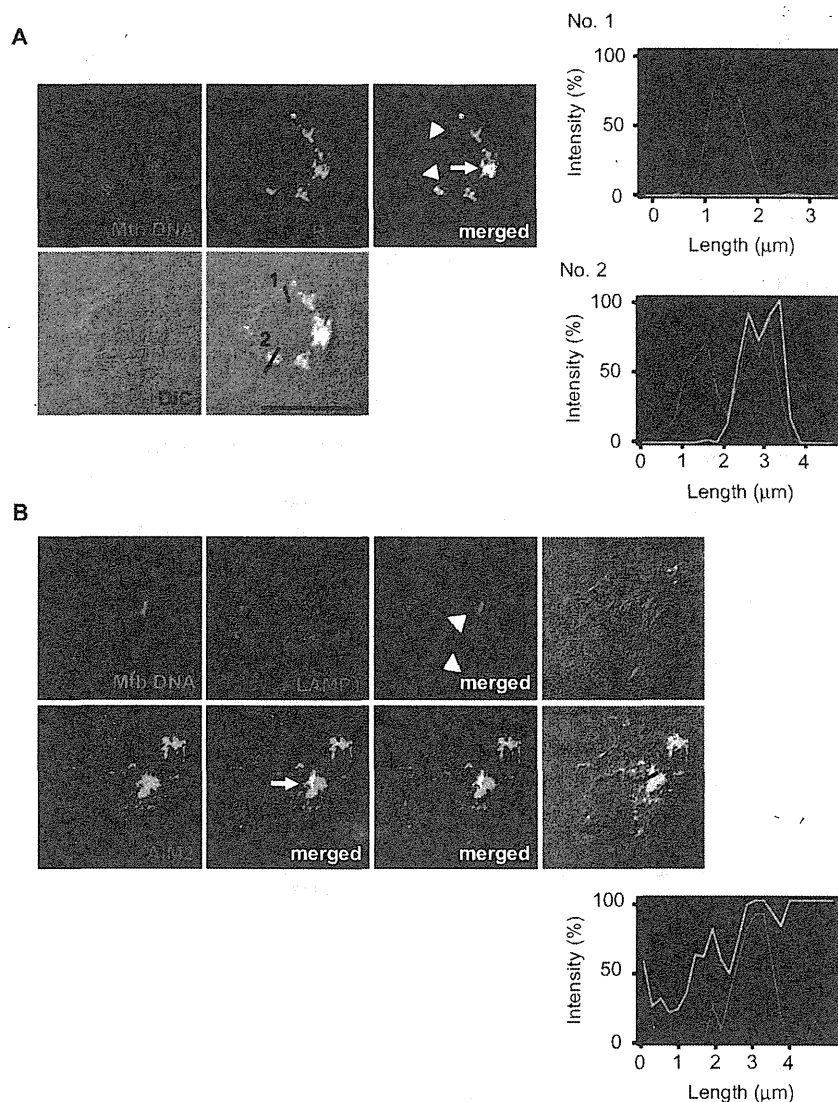 A
Mtb DNA
merged
1
2
DIC
No. 1
Intensity (%)
100
50
0
0 1 2 3
Length (μm)
No. 2
Intensity (%)
100
50
0
0 1 2 3 4
Length (μm)
B
Mtb DNA
LAMP1
merged
AIM2
merged
merged
Intensity (%)
100
50
0
0 1 2 3 4
Length (μm)